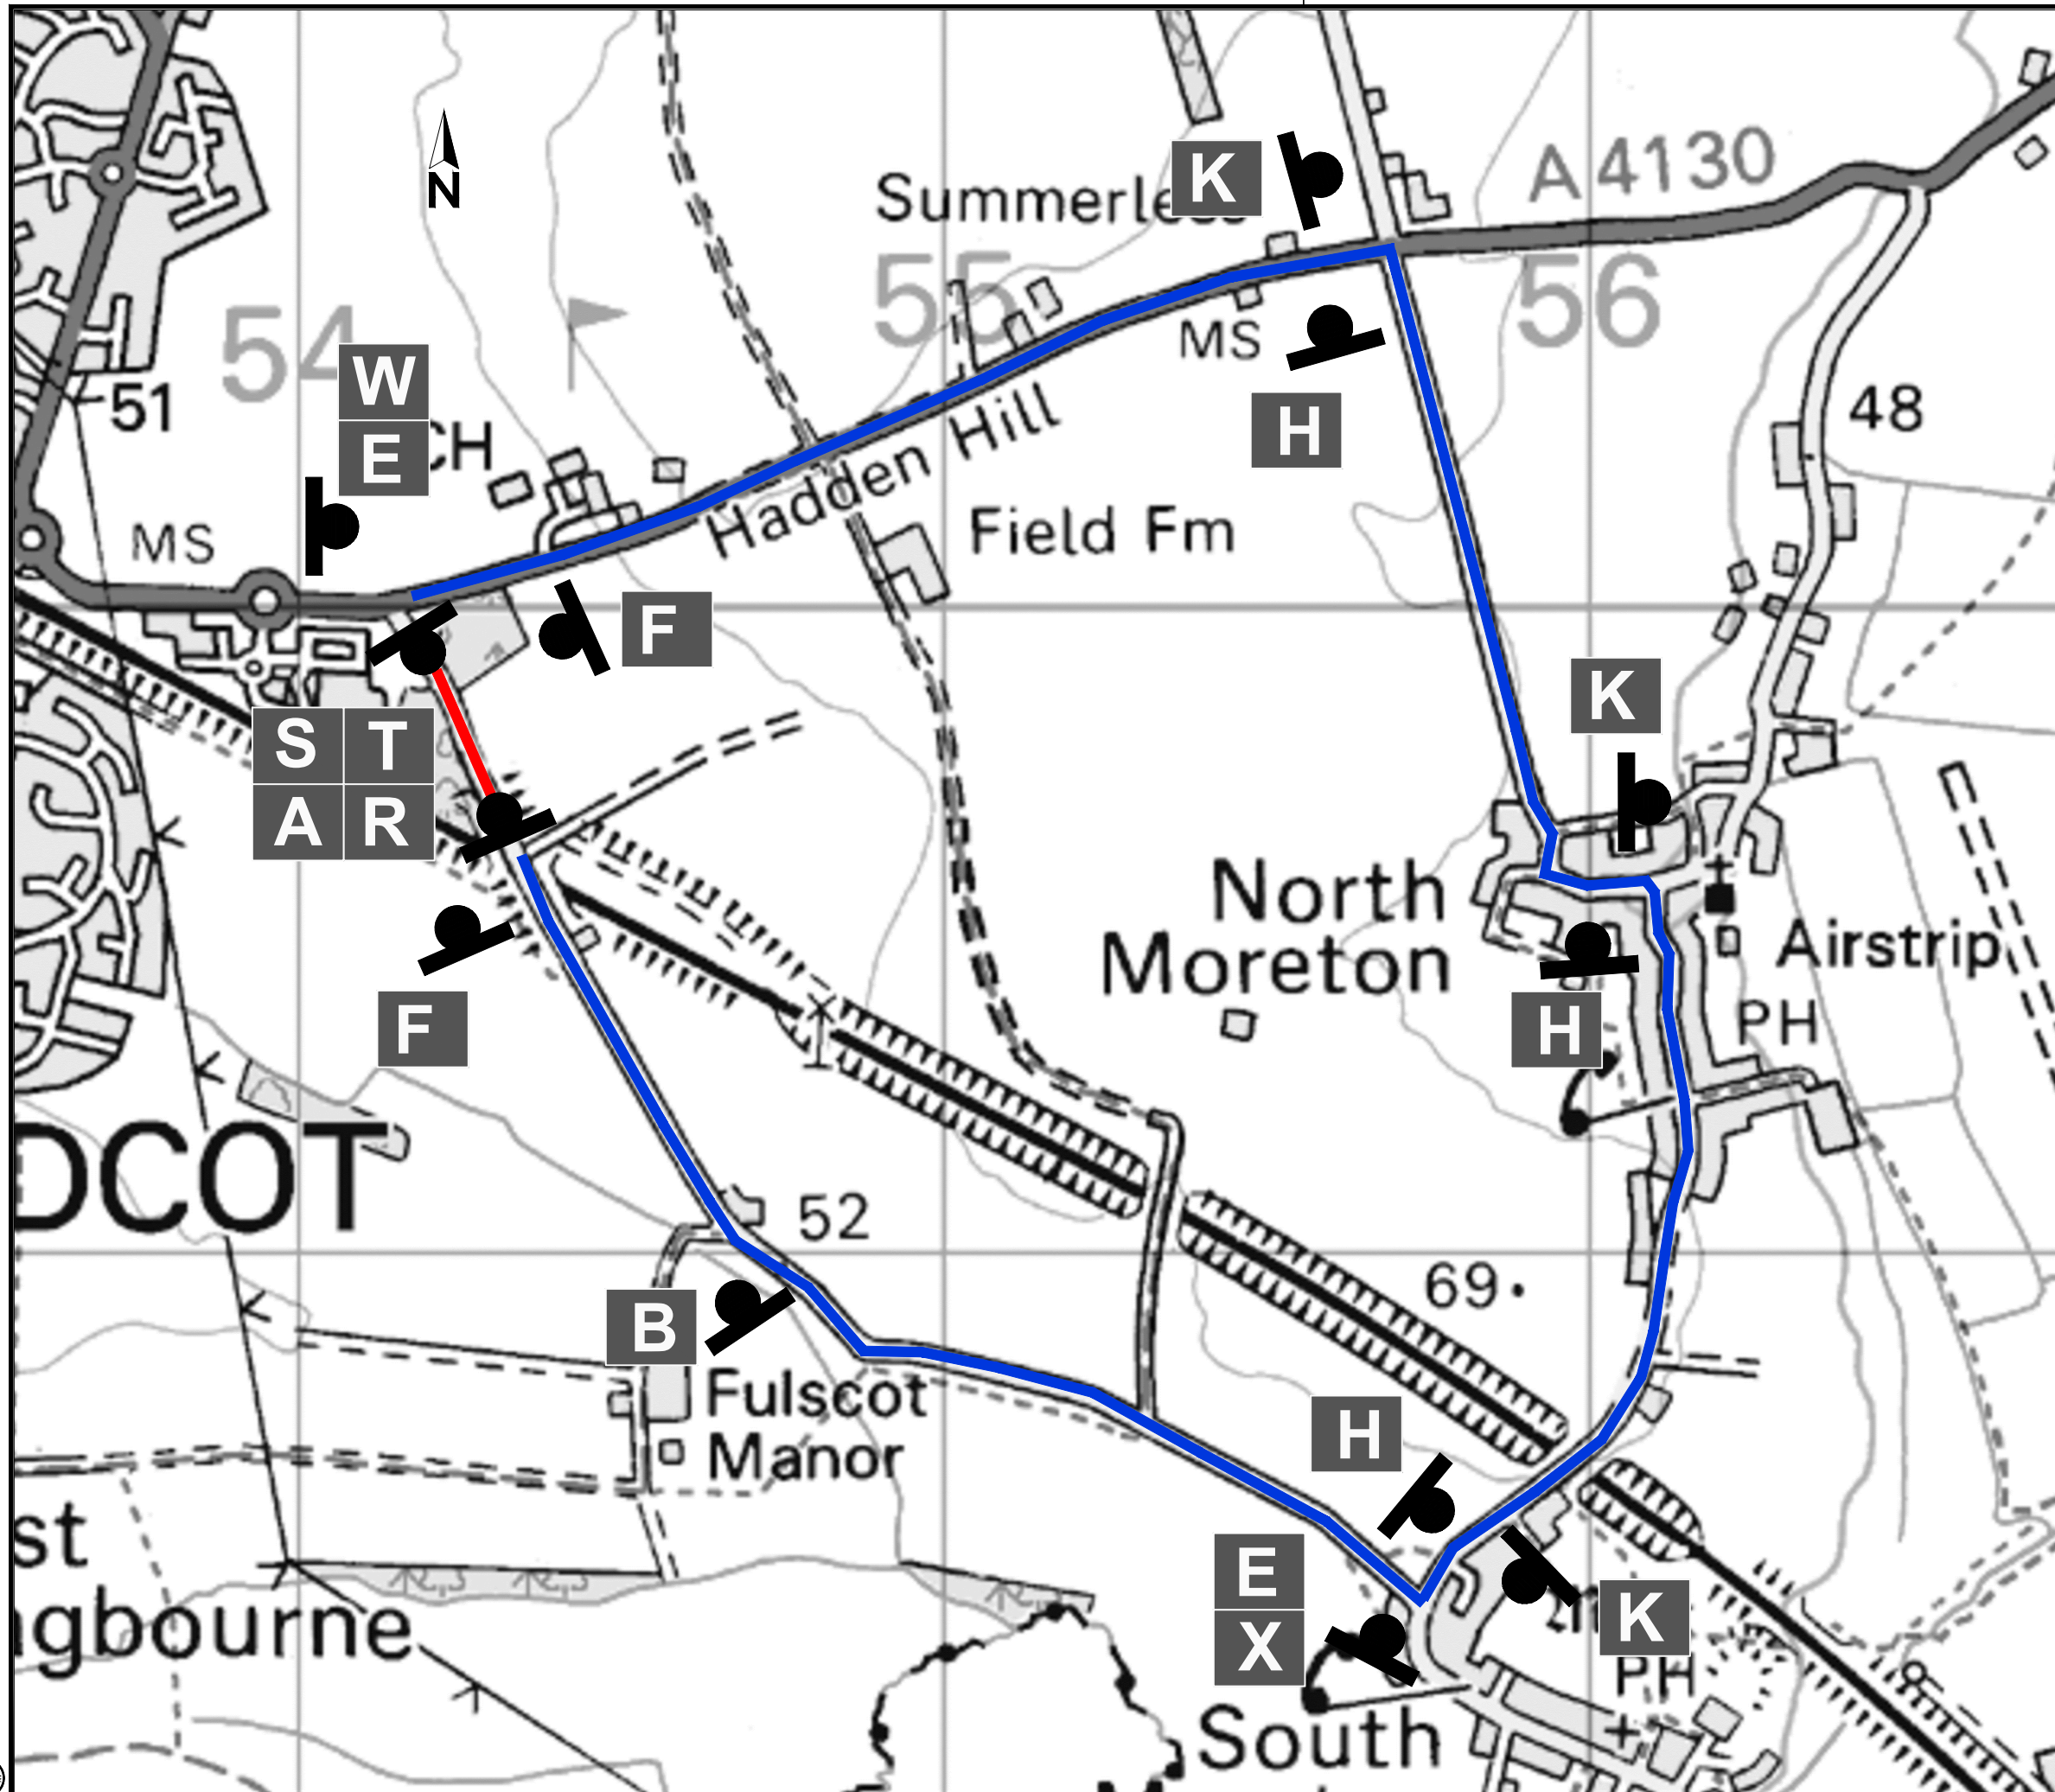 N
A 4130
K
Summerle
54
55
56
MS
H
51
W
E
CH
48
MS
Hadden Hill
Field Fm
F
K
S T
A R
North
Moreton
Airstrip
F
H
PH
DCOT
52
69
B
Fulscot
Manor
H
st
gbourne
E
X
K
PH
South